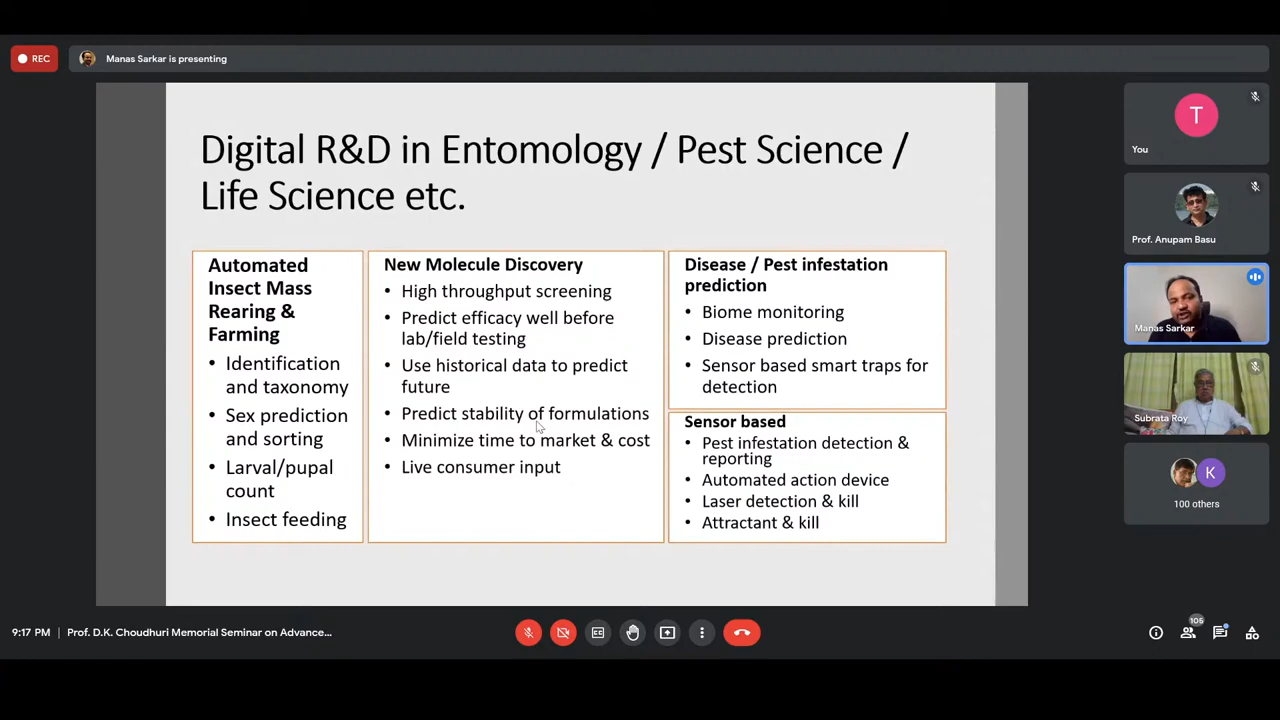 REC
Manas Sarkar is presenting
Digital R&D in Entomology / Pest Science /
Life Science etc.
Automated
Insect Mass
Rearing &
Farming
• Identification
and taxonomy
• Sex prediction
and sorting
• Larval/pupal
count
• Insect feeding
New Molecule Discovery
• High throughput screening
• Predict efficacy well before
lab/field testing
• Use historical data to predict
future
• Predict stability of formulations
• Minimize time to market & cost
• Live consumer input
Disease / Pest infestation
prediction
• Biome monitoring
• Disease prediction
• Sensor based smart traps for
detection
Sensor based
• Pest infestation detection &
reporting
• Automated action device
• Laser detection & kill
• Attractant & kill
T
You
Prof. Anupam Basu
Manas Sarkar
Subrata Roy
K
100 others
9:17 PM
Prof. D.K. Choudhuri Memorial Seminar on Advance...
CC
105